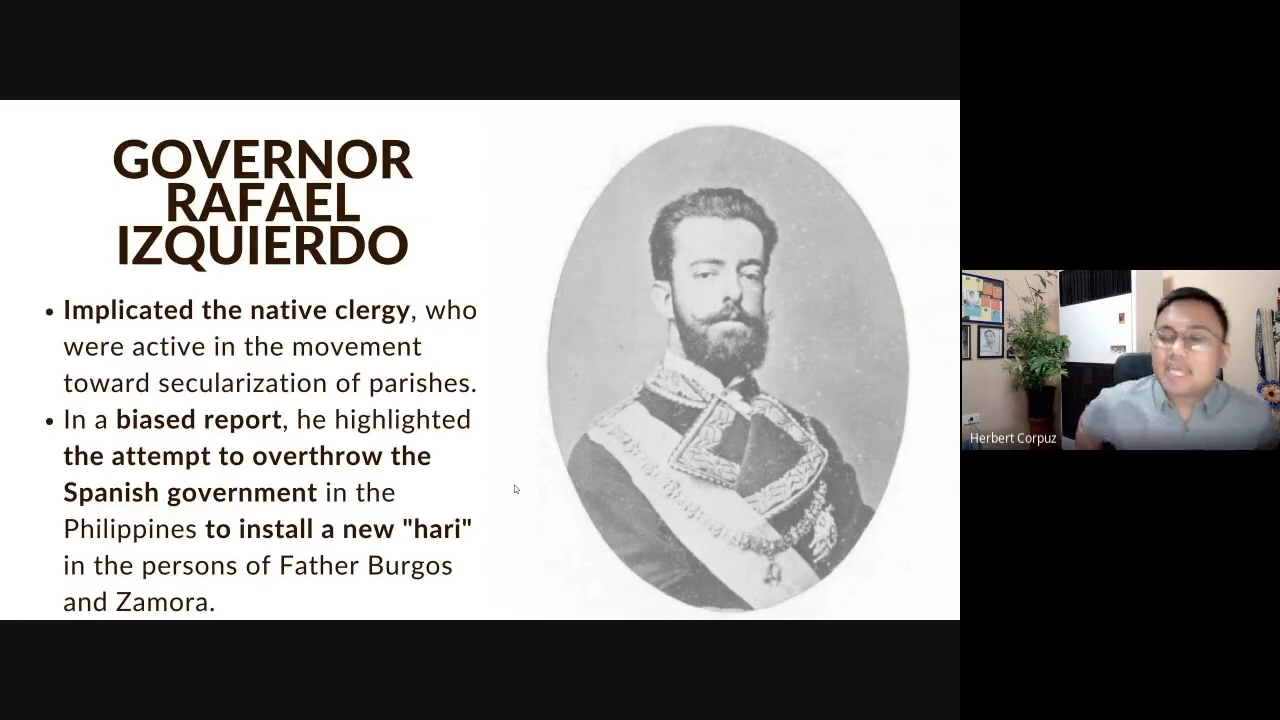 GOVERNOR
RAFAEL
IZQUIERDO
• Implicated the native clergy, who
were active in the movement
toward secularization of parishes.
• In a biased report, he highlighted
the attempt to overthrow the
Spanish government in the
Philippines to install a new "hari"
in the persons of Father Burgos
and Zamora.
Herbert Corpuz